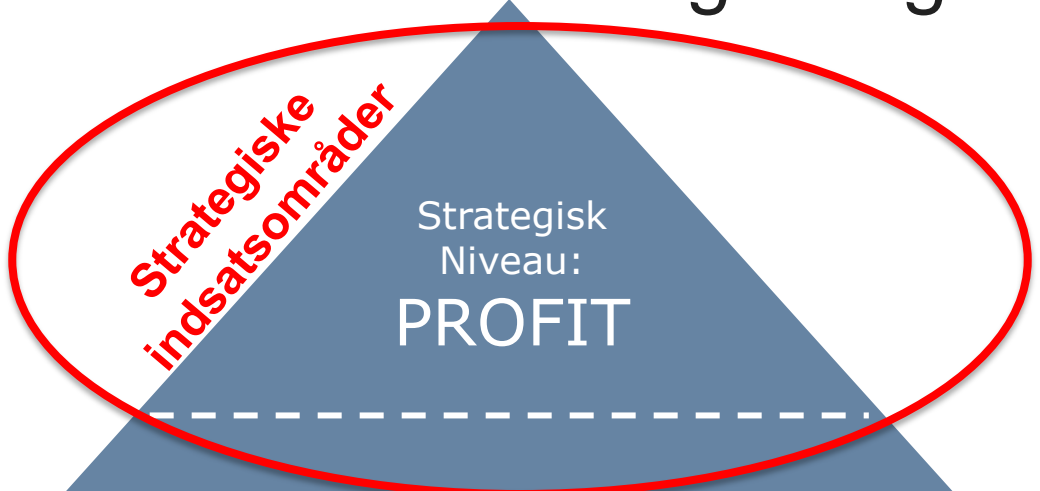 Strategiske
indsatsområder
Strategisk
Niveau:
PROFIT